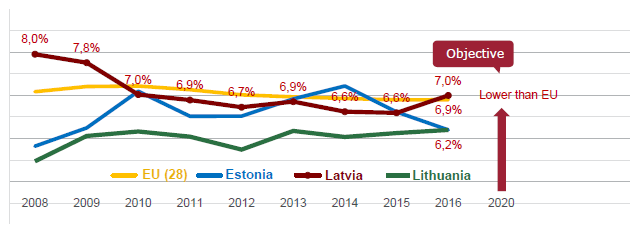 8,0%
7,8%
7,0%
6,9%
6,7%
6,9%
6,6%
6,6%
7,0%
6,9%
6,2%
Objective
Lower than EU
EU (28) Estonia Latvia Lithuania
2008 2009 2010 2011 2012 2013 2014 2015 2016 2020